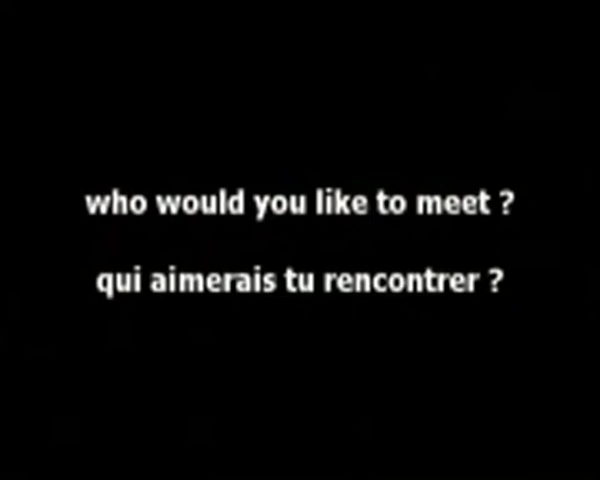 who would you like to meet ?
qui aimerais tu rencontrer ?